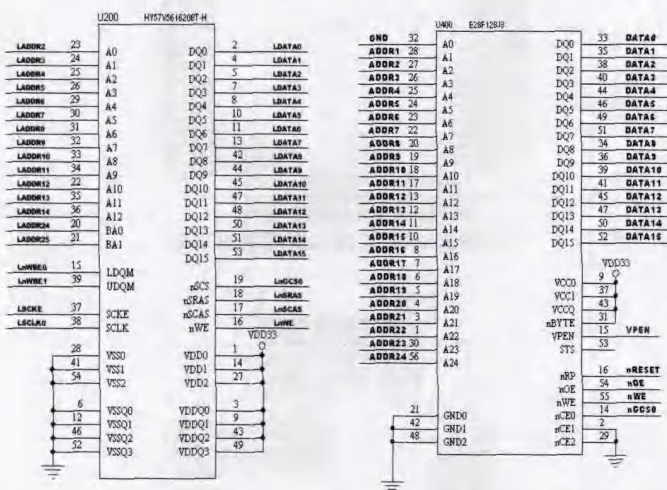 U200 HY57V561620BT-H
LADDR2 23 A0 DQ0 2 LDATA0
LADDR3 24 A1 DQ1 4 LDATA1
LADDR4 25 A2 DQ2 5 LDATA2
LADDR5 26 A3 DQ3 7 LDATA3
LADDR6 29 A4 DQ4 8 LDATA4
LADDR7 30 A5 DQ5 10 LDATA5
LADDR8 31 A6 DQ6 11 LDATA6
LADDR9 32 A7 DQ7 13 LDATA7
LADDR10 33 A8 DQ8 42 LDATA8
LADDR11 34 A9 DQ9 44 LDATA9
LADDR12 22 A10 DQ10 45 LDATA10
LADDR13 35 A11 DQ11 47 LDATA11
LADDR14 36 A12 DQ12 48 LDATA12
LADDR24 20 BA0 DQ13 50 LDATA13
LADDR25 21 BA1 DQ14 51 LDATA14
DQ15 53 LDATA15
LnWBE0 15 LDQM
LnWBE1 39 UDQM nSCS 19 LnGCS6
nSRAS 18 LnSRAS
LSCKE 37 SCKE nSCAS 17 LnSCAS
LSCLK0 38 SCLK nWE 16 LnWE
VDD33
28 VSS0 VDD0 1
41 VSS1 VDD1 14
54 VSS2 VDD2 27
6 VSSQ0 VDDQ0 3
12 VSSQ1 VDDQ1 9
46 VSSQ2 VDDQ2 43
52 VSSQ3 VDDQ3 49
U400 E28F128J3
GND 32 A0 DQ0 33 DATA0
ADDR1 28 A1 DQ1 35 DATA1
ADDR2 27 A2 DQ2 38 DATA2
ADDR3 26 A3 DQ3 40 DATA3
ADDR4 25 A4 DQ4 44 DATA4
ADDR5 24 A5 DQ5 46 DATA5
ADDR6 23 A6 DQ6 49 DATA6
ADDR7 22 A7 DQ7 51 DATA7
ADDR8 20 A8 DQ8 34 DATA8
ADDR9 19 A9 DQ9 36 DATA9
ADDR10 18 A10 DQ10 39 DATA10
ADDR11 17 A11 DQ11 41 DATA11
ADDR12 13 A12 DQ12 45 DATA12
ADDR13 12 A13 DQ13 47 DATA13
ADDR14 11 A14 DQ14 50 DATA14
ADDR15 10 A15 DQ15 52 DATA15
ADDR16 8 A16
ADDR17 7 A17 VDD33
ADDR18 6 A18 VCC0 9
ADDR19 5 A19 VCC1 37
ADDR20 4 A20 VCCQ 43
ADDR21 3 A21 nBYTE 31
ADDR22 1 A22 VPEN 15 VPEN
ADDR23 30 A23 STS 53
ADDR24 56 A24
nRP 16 nRESET
nOE 54 nOE
nWE 55 nWE
21 GND0 nCE0 14 nGCS0
42 GND1 nCE1 2
48 GND2 nCE2 29